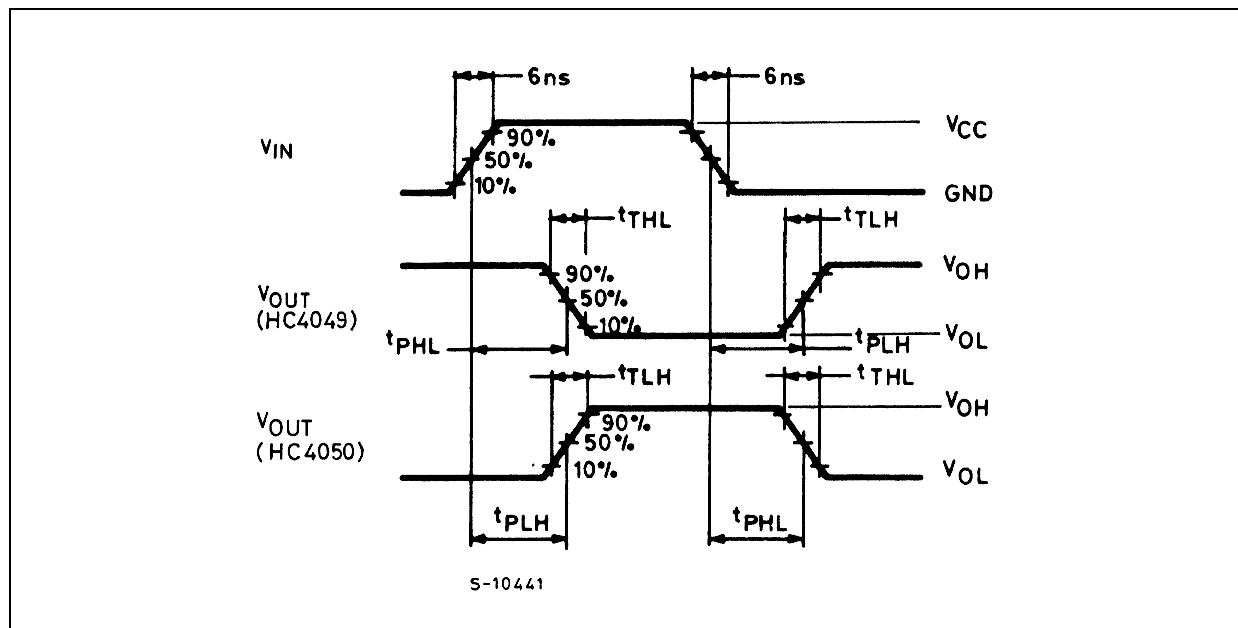 6ns 6ns
VIN 90% VCC
50%
10% GND
tTHL tTLH
90% VOH
VOUT 50%
(HC4049) 10%
tPHL tPLH VOL
tTLH tTHL
VOUT 90% VOH
(HC4050) 50%
10% VOL
tPLH tPHL
S-10441